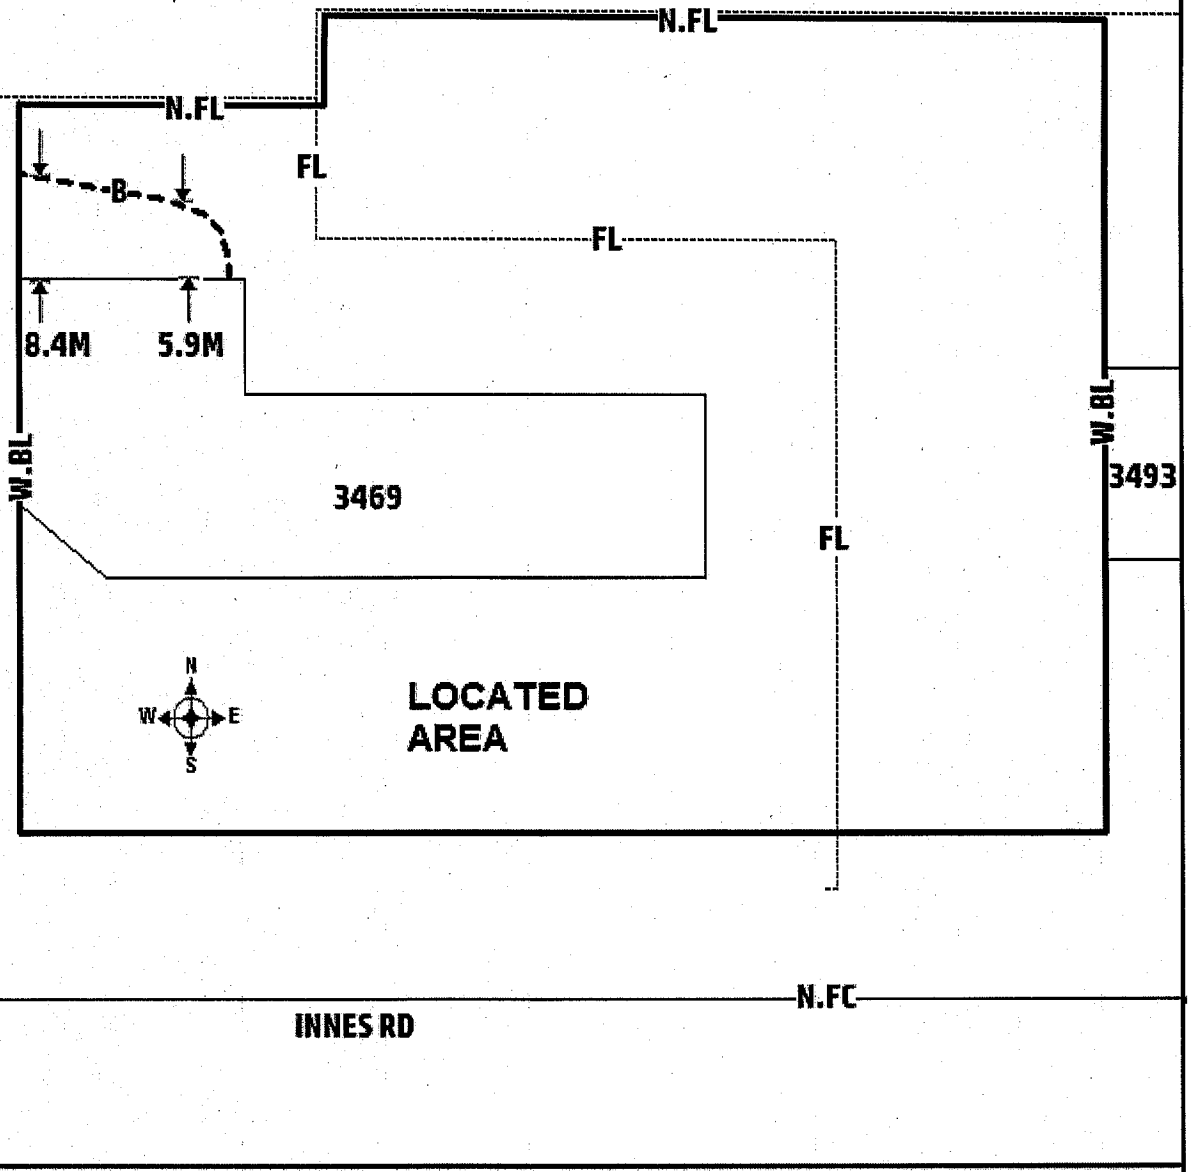 N.FL
N.FL
FL
B
FL
8.4M
5.9M
W.BL
W.BL
3493
3469
FL
N
W
E
S
LOCATED
AREA
N.FC
INNES RD